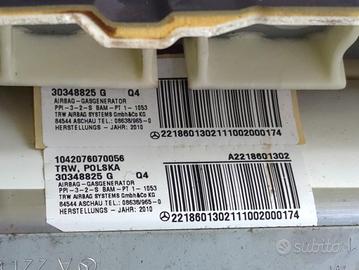 30348825 G Q4
AIRBAG-GASGENERATOR
PPI-3-2-S BAM-PT 1-1053
TRW AIRBAG SYSTEMS GmbH&Co KG
84544 ASCHAU TEL: 08638/965-0
HERSTELL-JAHR: 2010
2218601302111002000174
1042076070056 A2218601302
TRW, POLSKA
30348825 G Q4
AIRBAG-GASGENERATOR
PPI-3-2-S BAM-PT 1-1053
TRW AIRBAG SYSTEMS GmbH&Co KG
84544 ASCHAU TEL: 08638/965-0
HERSTELL-JAHR: 2010
2218601302111002000174
subito